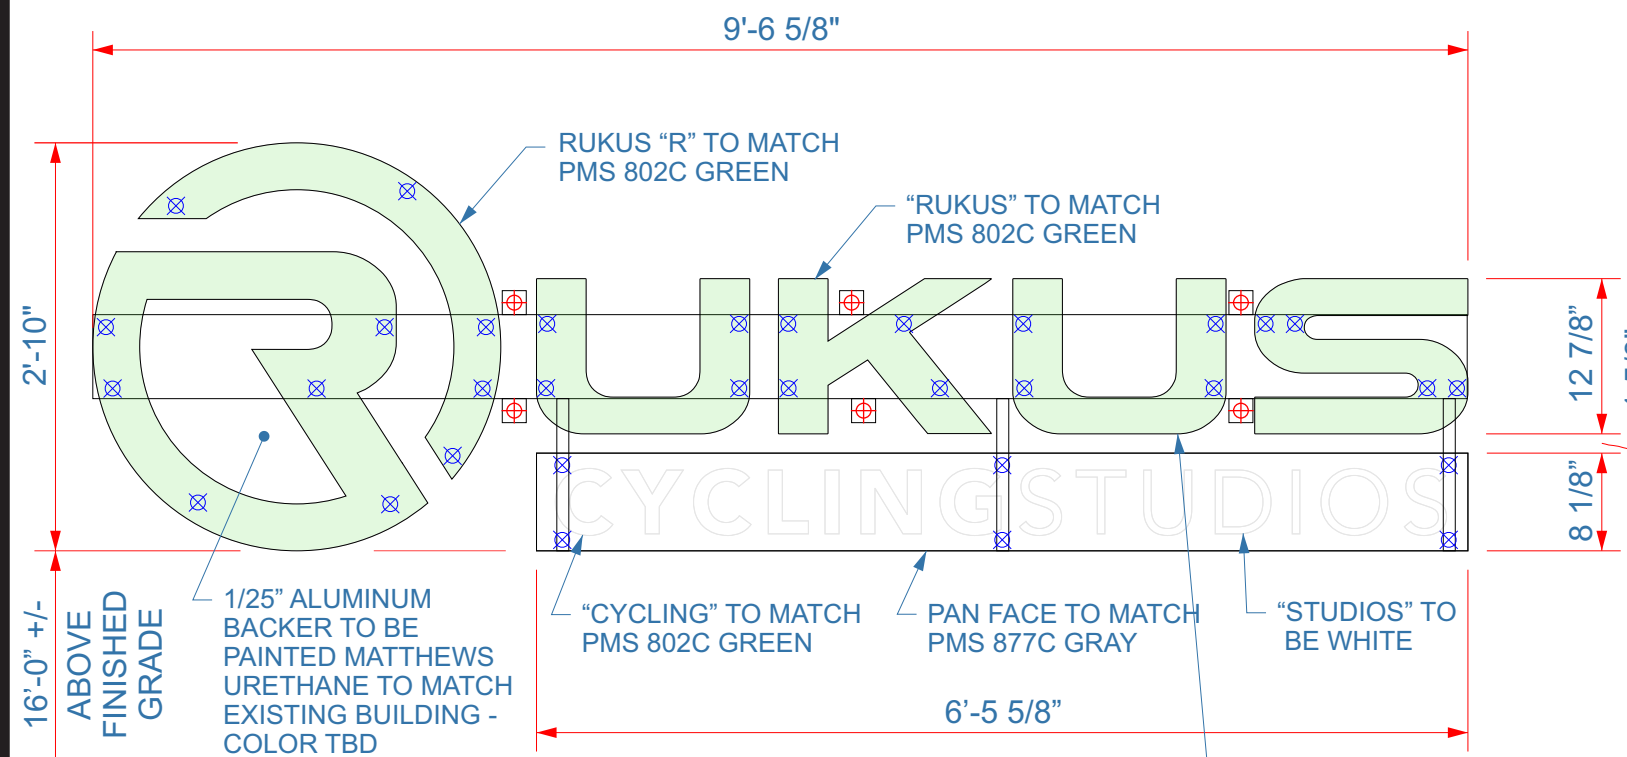 9'-6 5/8"
RUKUS “R” TO MATCH
PMS 802C GREEN
“RUKUS” TO MATCH
PMS 802C GREEN
2'-10"
RUKUS
12 7/8”
CYCLINGSTUDIOS
8 1/8”
16’-0” +/-
ABOVE
FINISHED
GRADE
1/25” ALUMINUM
BACKER TO BE
PAINTED MATTHEWS
URETHANE TO MATCH
EXISTING BUILDING -
COLOR TBD
“CYCLING” TO MATCH
PMS 802C GREEN
PAN FACE TO MATCH
PMS 877C GRAY
“STUDIOS” TO
BE WHITE
6’-5 5/8”